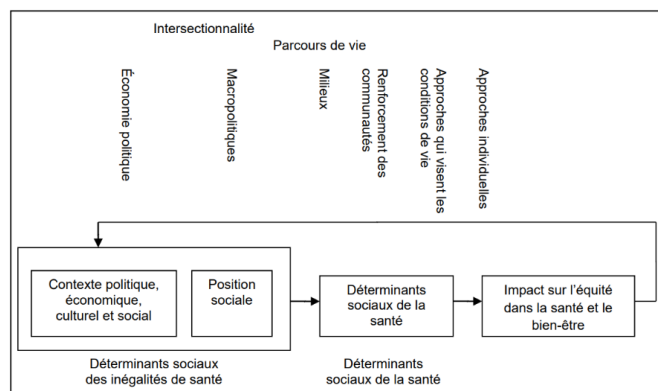 Intersectionnalité
Parcours de vie
Économie politique
Macropolitiques
Milieux
Renforcement des
communautés
Approches qui visent les
conditions de vie
Approches individuelles
Contexte politique,
économique,
culturel et social
Position
sociale
Déterminants
sociaux de la
santé
Impact sur l'équité
dans la santé et le
bien-être
Déterminants sociaux
des inégalités de santé
Déterminants
sociaux de la santé